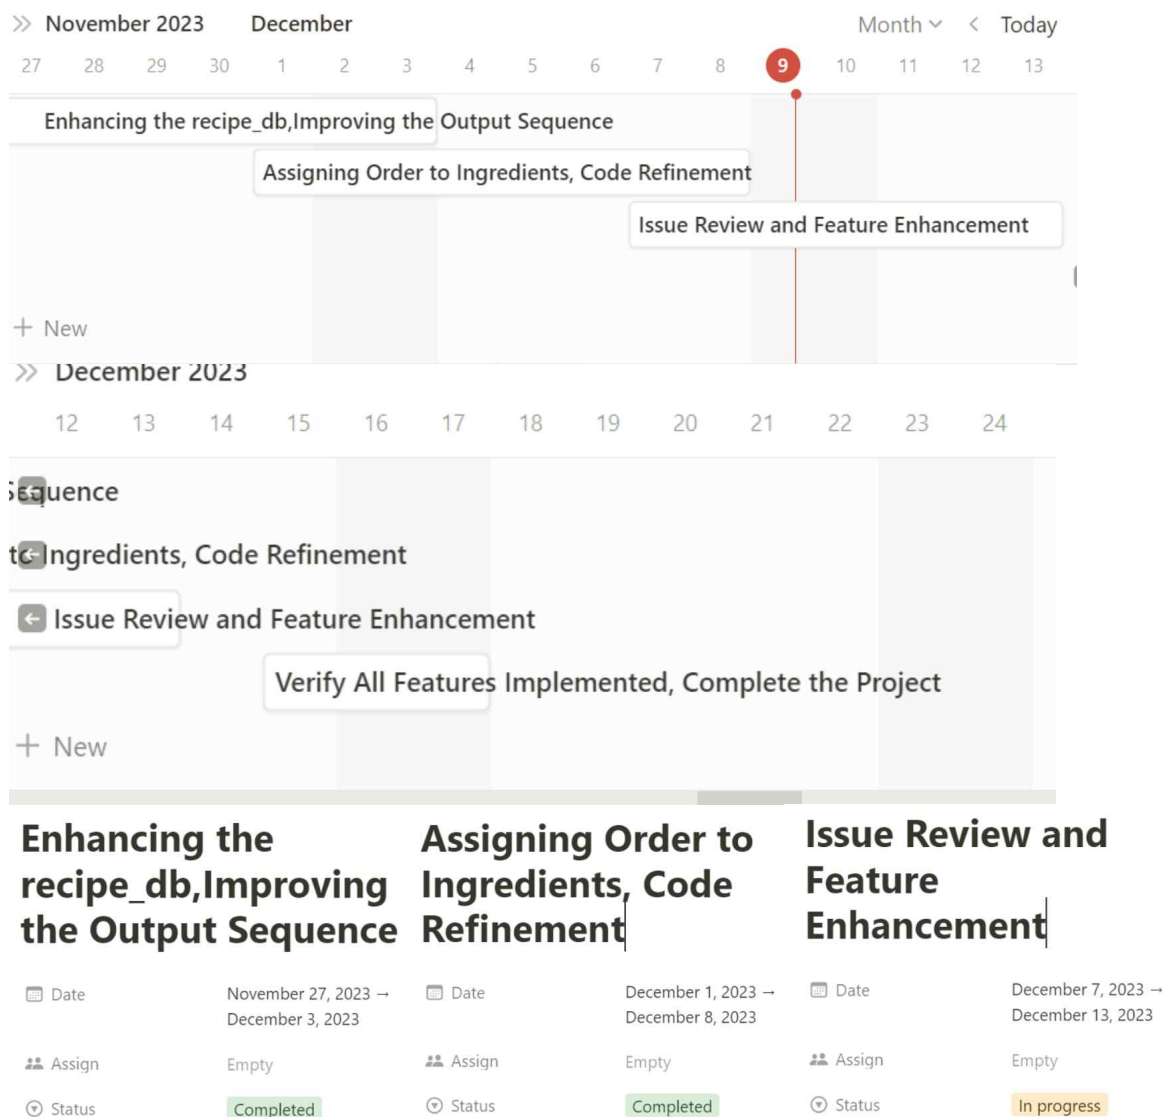 November 2023 December Month Today
27 28 29 30 1 2 3 4 5 6 7 8 9 10 11 12 13
Enhancing the recipe_db,Improving the Output Sequence
Assigning Order to Ingredients, Code Refinement
Issue Review and Feature Enhancement
+ New
December 2023
12 13 14 15 16 17 18 19 20 21 22 23 24
Sequence
to Ingredients, Code Refinement
Issue Review and Feature Enhancement
Verify All Features Implemented, Complete the Project
+ New
Enhancing the
recipe_db,Improving
the Output Sequence
Date November 27, 2023 →
December 3, 2023
Assign Empty
Status Completed
Assigning Order to
Ingredients, Code
Refinement
Date December 1, 2023 →
December 8, 2023
Assign Empty
Status Completed
Issue Review and
Feature
Enhancement
Date December 7, 2023 →
December 13, 2023
Assign Empty
Status In progress